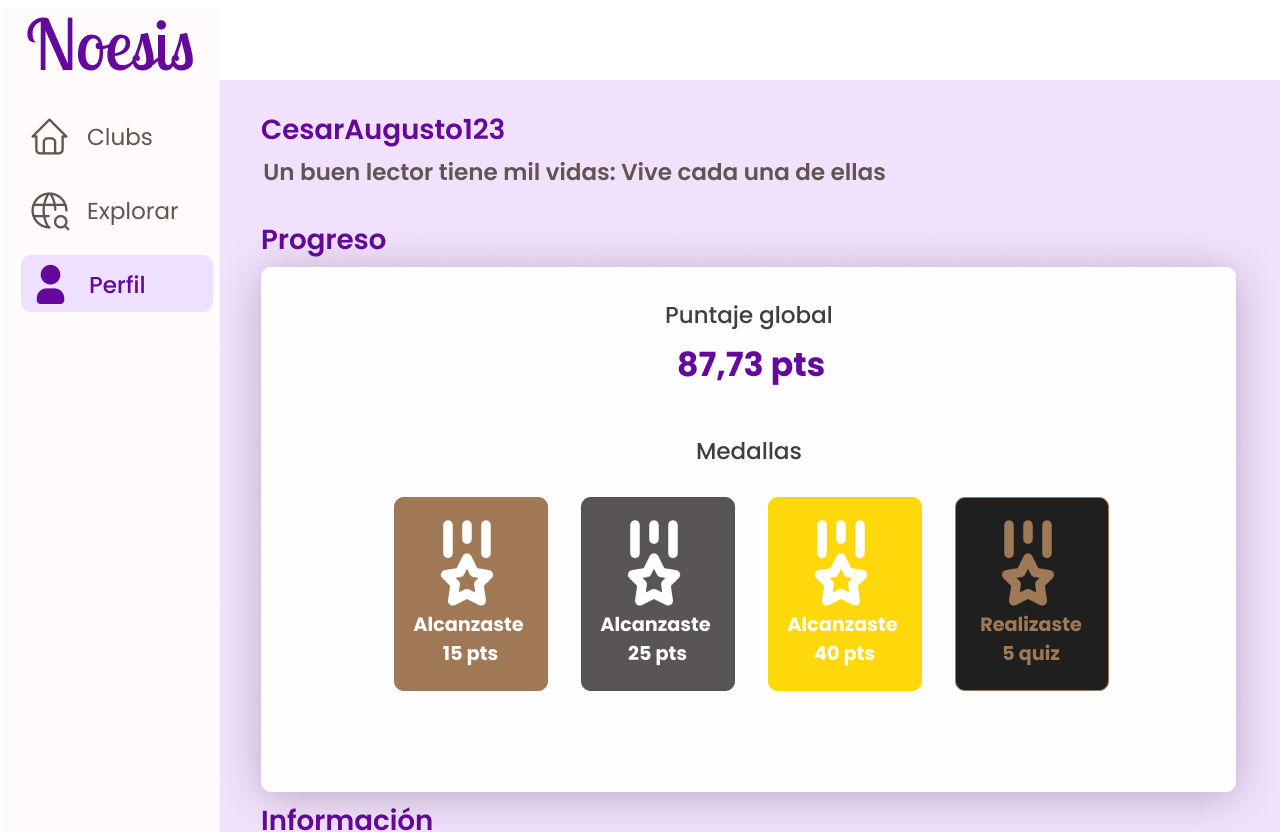 Noesis
Clubs
Explorar
Perfil
CesarAugusto123
Un buen lector tiene mil vidas: Vive cada una de ellas
Progreso
Puntaje global
87,73 pts
Medallas
Alcanzaste
15 pts
Alcanzaste
25 pts
Alcanzaste
40 pts
Realizaste
5 quiz
Información